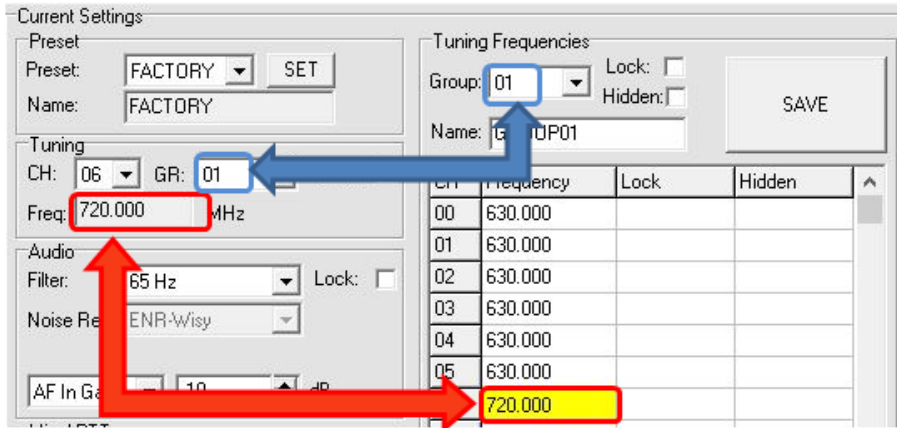 Current Settings
Preset
Preset: FACTORY SET
Name: FACTORY
Tuning
CH: 06 GR: 01
Freq: 720.000 MHz
Audio
Filter: 65 Hz Lock:
Noise Re ENR-Wisy
AF In Ga 10 dB
Tuning Frequencies
Group: 01 Lock:
Hidden:
SAVE
Name: GROUP01
CH Frequency Lock Hidden
00 630.000
01 630.000
02 630.000
03 630.000
04 630.000
05 630.000
720.000